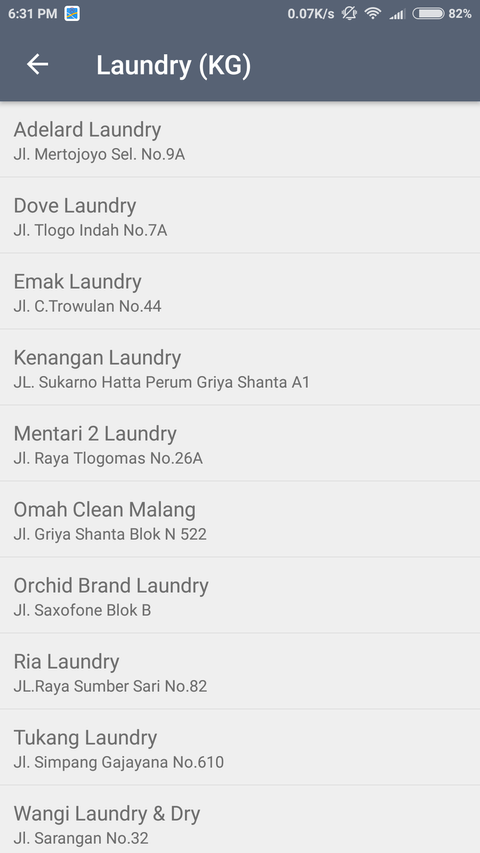 6:31 PM 0.07K/s 82%
Laundry (KG)
Adelard Laundry
Jl. Mertojoyo Sel. No.9A
Dove Laundry
Jl. Tlogo Indah No.7A
Emak Laundry
Jl. C.Trowulan No.44
Kenangan Laundry
JL. Sukarno Hatta Perum Griya Shanta A1
Mentari 2 Laundry
Jl. Raya Tlogomas No.26A
Omah Clean Malang
Jl. Griya Shanta Blok N 522
Orchid Brand Laundry
Jl. Saxofone Blok B
Ria Laundry
JL.Raya Sumber Sari No.82
Tukang Laundry
Jl. Simpang Gajayana No.610
Wangi Laundry & Dry
Jl. Sarangan No.32